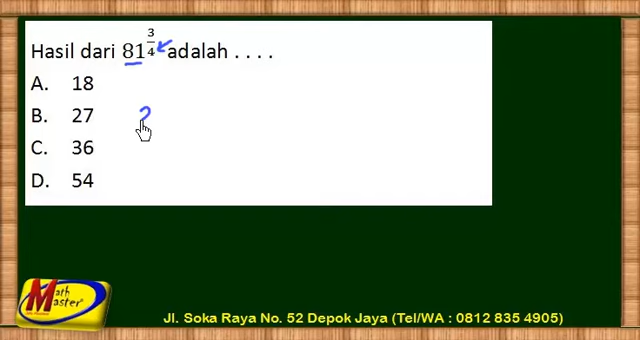 Hasil dari 81^(3/4) adalah . . . .
A. 18
B. 27
C. 36
D. 54
Math Master
Jl. Soka Raya No. 52 Depok Jaya (Tel/WA : 0812 835 4905)